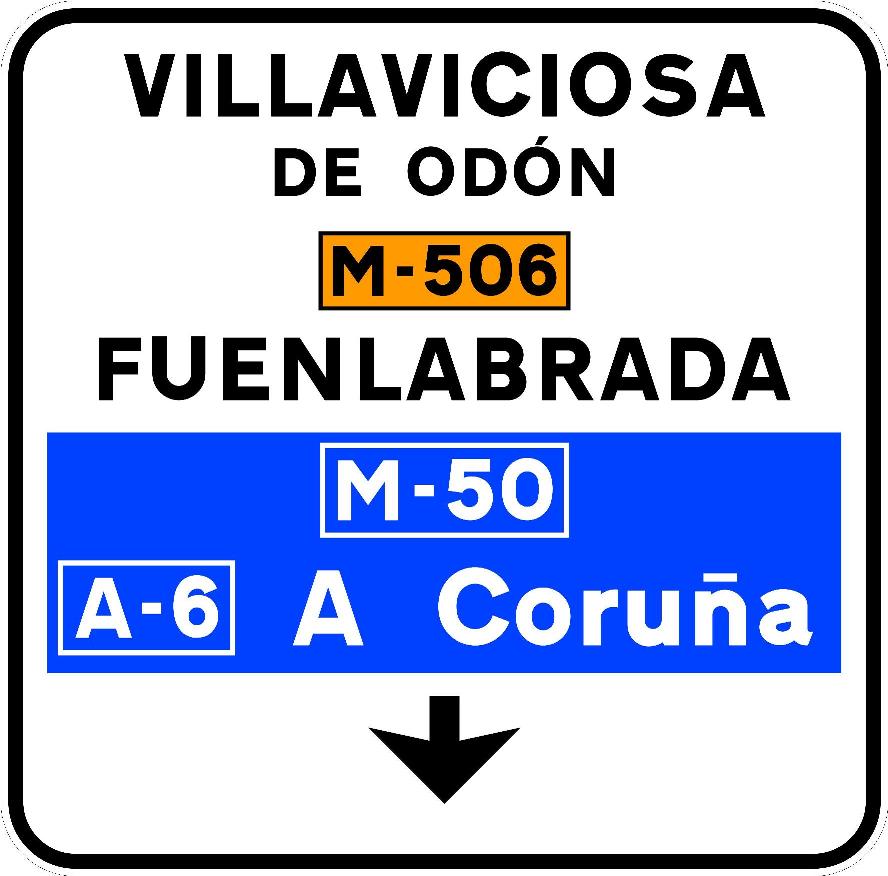 VILLAVICIOSA
DE ODÓN
M-506
FUENLABRADA
M-50
A-6 A Coruña